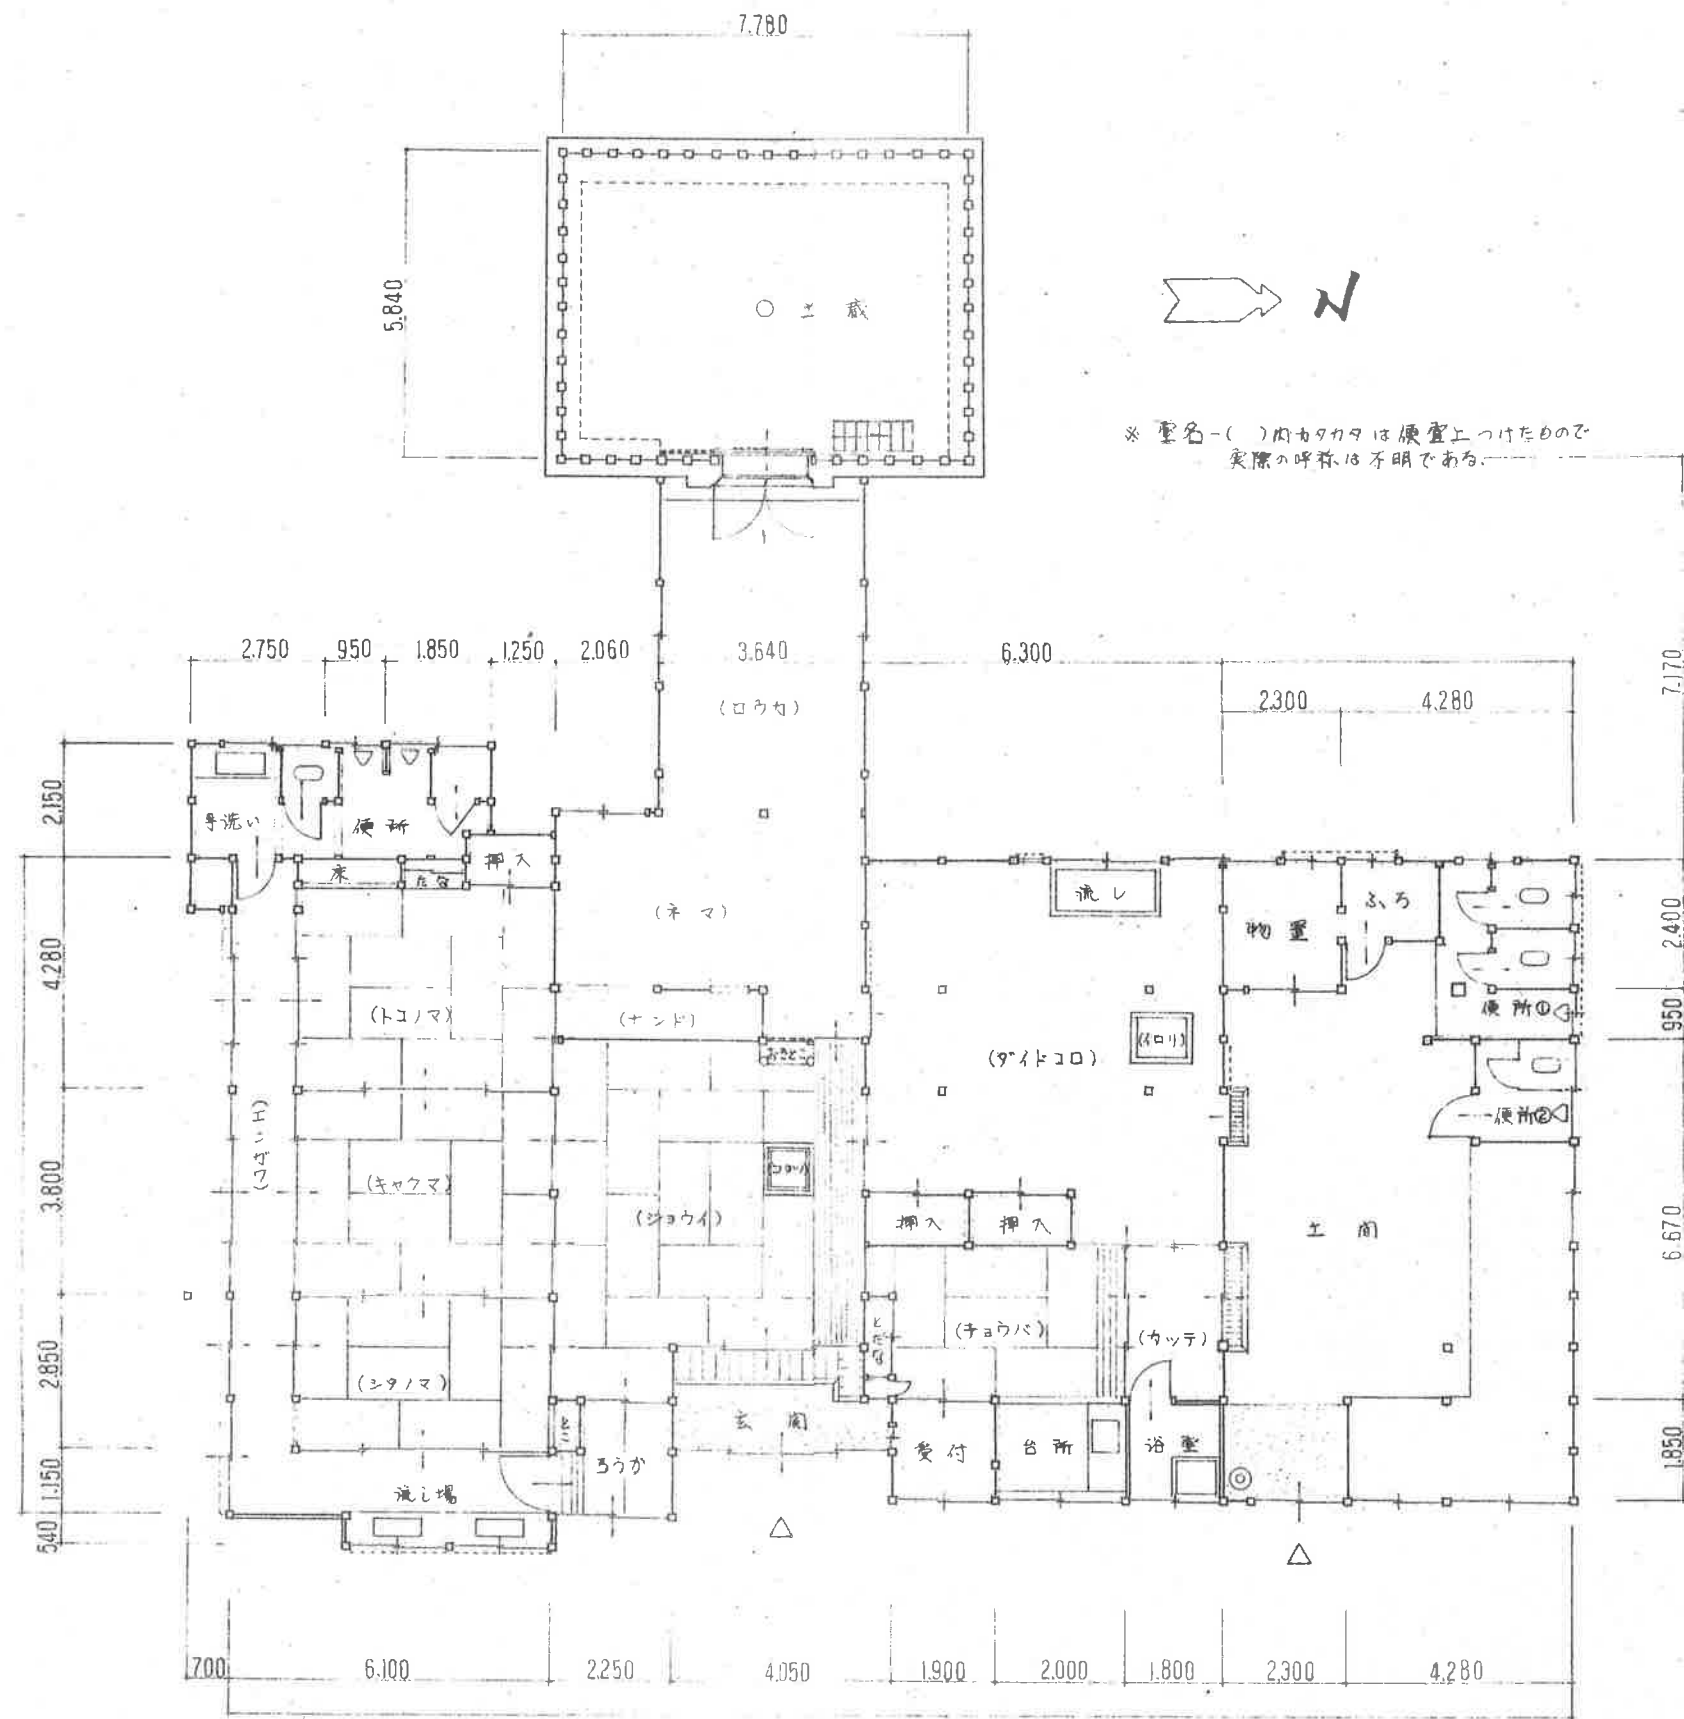 7.780
5.840
○ 土蔵
N
※ 室名-( )内カタカナは便宜上つけたもので
実際の呼称は不明である。
2.750 950 1.850 1.250 2.060 3.640 6.300
2.300 4.280
7.170
(ロウカ)
2.150
手洗い
便所
押入
床
たな
(ネマ)
流し
物置
ふろ
2.400
4.280
(トコノマ)
(ナンド)
便所①
950
おきどこ
(ダイドコロ)
(イロリ)
便所②
(エンガワ)
3.800
(キャクマ)
(ジョウイ)
押入
押入
土間
6.670
2.850
(シタノマ)
とだな
(チョウバ)
(カッテ)
とこ
ろうか
玄関
受付
台所
浴室
1.850
1.150
流し場
540
700 6.100 2.250 4.050 1.900 2.000 1.800 2.300 4.280